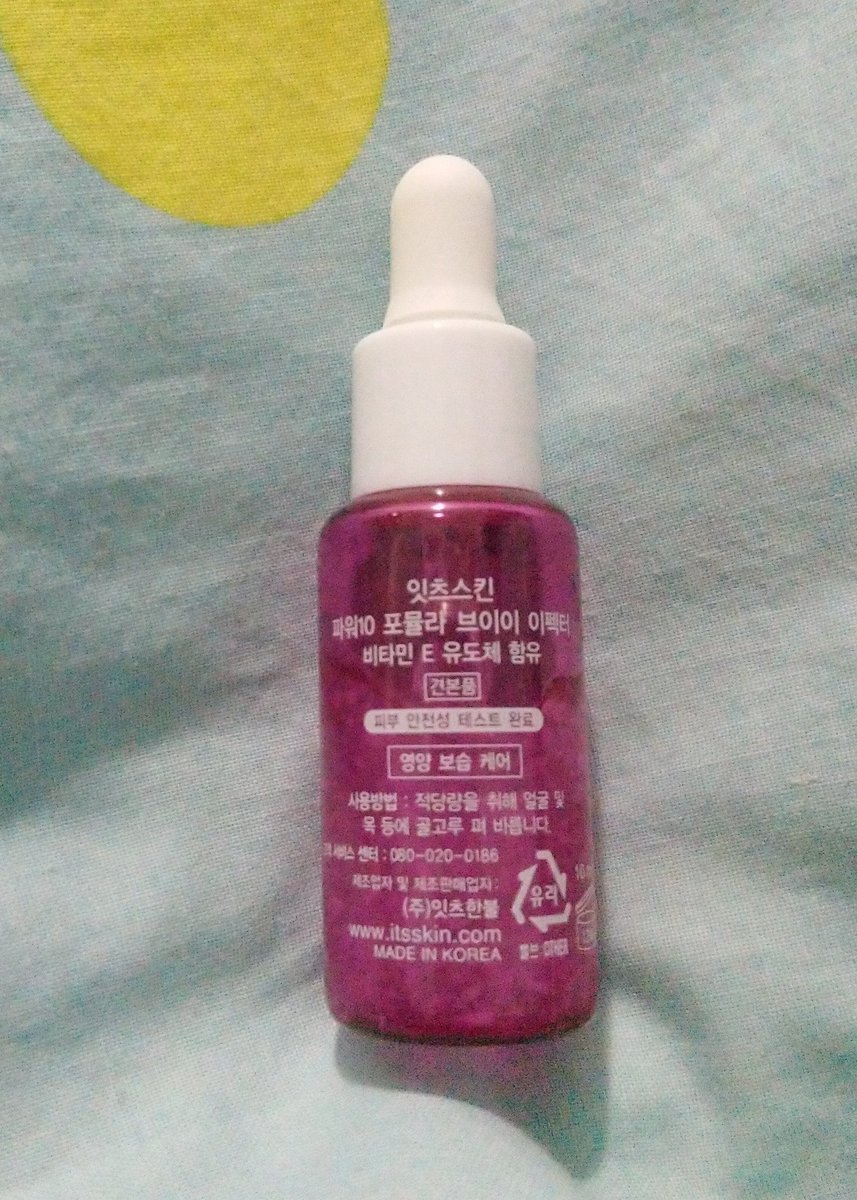 잇츠스킨
파워10 포뮬라 브이이 이펙터
비타민 E 유도체 함유
견본품
피부 안전성 테스트 완료
영양 보습 케어
사용방법 : 적당량을 취해 얼굴 및
목 등에 골고루 펴 바릅니다.
서비스 센터 : 080-020-0186
제조업자 및 제조판매업자 :
(주)잇츠한불
www.itsskin.com
MADE IN KOREA
유리
OTHER